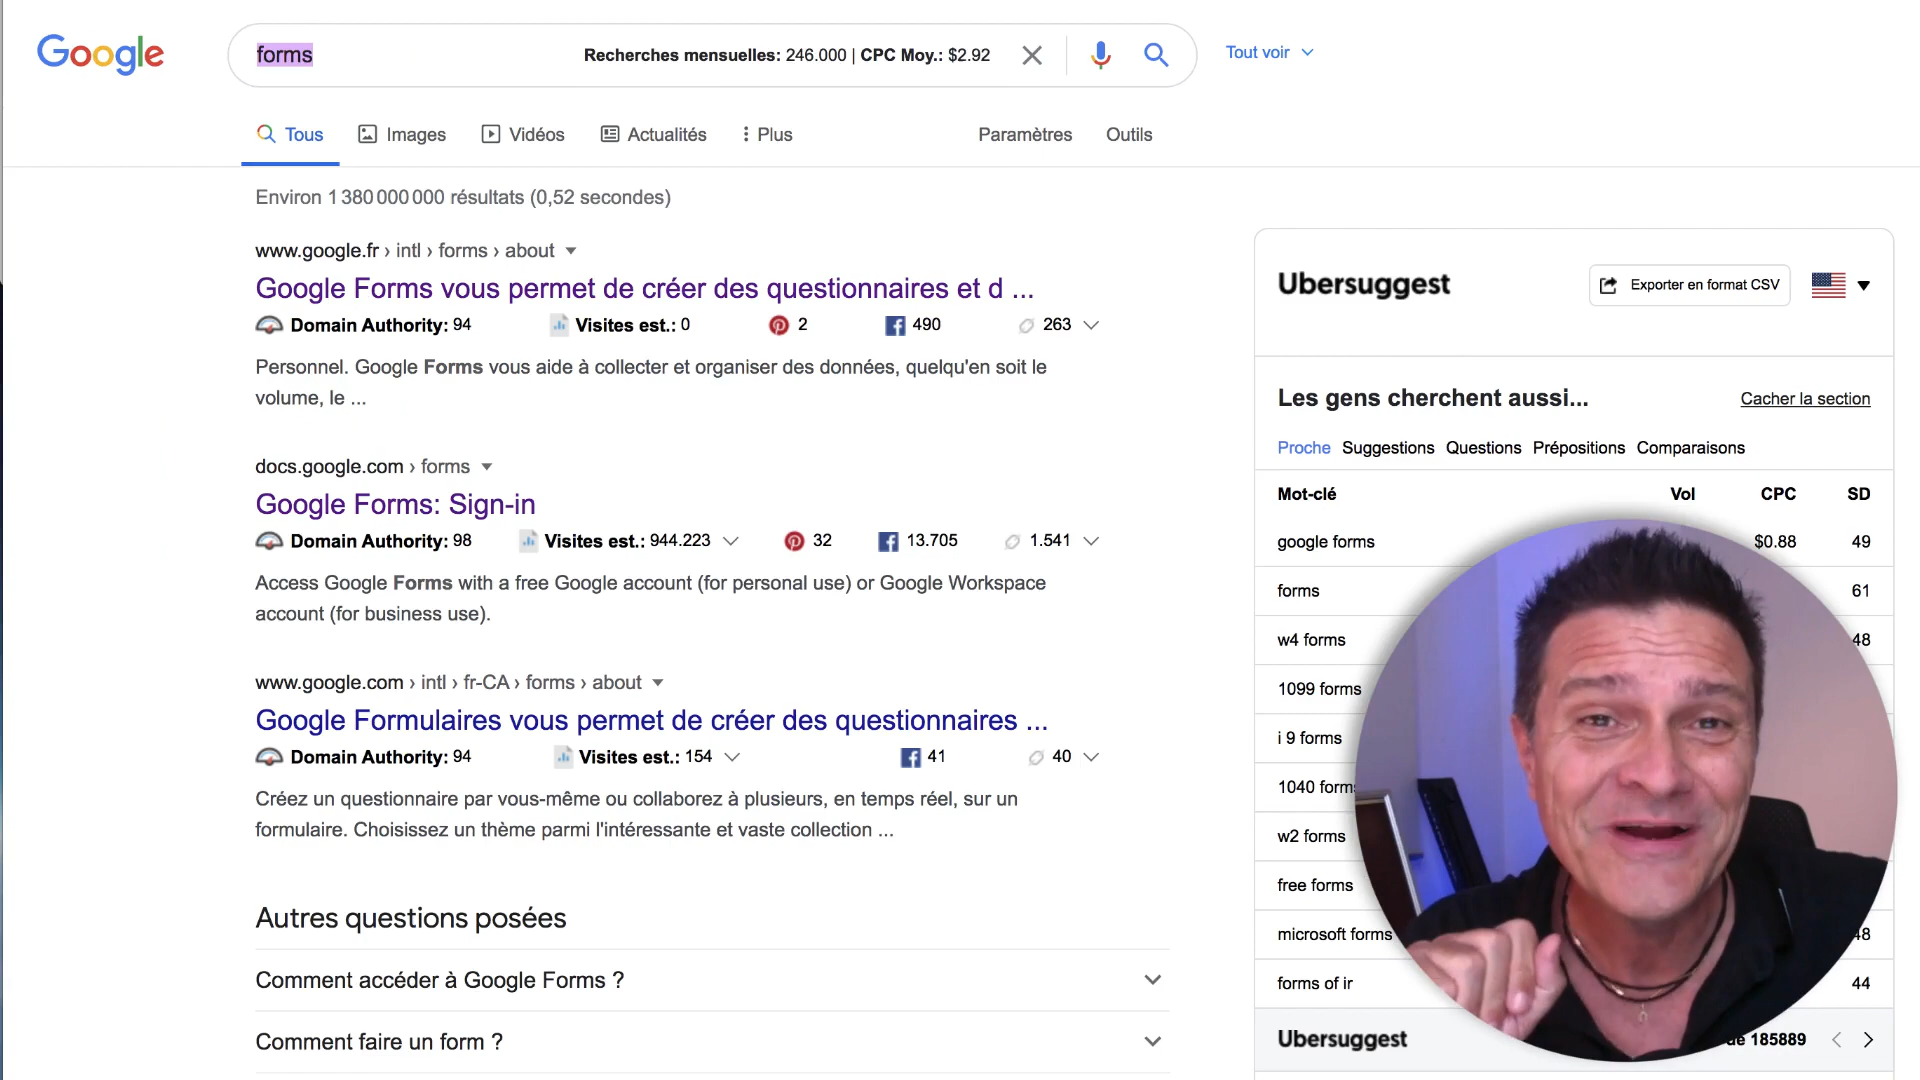 Google
forms
Recherches mensuelles: 246.000 | CPC Moy.: $2.92
Tout voir
Tous
Images
Vidéos
Actualités
Plus
Paramètres
Outils
Environ 1 380 000 000 résultats (0,52 secondes)
www.google.fr › intl › forms › about
Google Forms vous permet de créer des questionnaires et d ...
Domain Authority: 94
Visites est.: 0
2
490
263
Personnel. Google Forms vous aide à collecter et organiser des données, quelqu'en soit le
volume, le ...
docs.google.com › forms
Google Forms: Sign-in
Domain Authority: 98
Visites est.: 944.223
32
13.705
1.541
Access Google Forms with a free Google account (for personal use) or Google Workspace
account (for business use).
www.google.com › intl › fr-CA › forms › about
Google Formulaires vous permet de créer des questionnaires ...
Domain Authority: 94
Visites est.: 154
41
40
Créez un questionnaire par vous-même ou collaborez à plusieurs, en temps réel, sur un
formulaire. Choisissez un thème parmi l'intéressante et vaste collection ...
Autres questions posées
Comment accéder à Google Forms ?
Comment faire un form ?
Ubersuggest
Exporter en format CSV
Les gens cherchent aussi...
Cacher la section
Proche Suggestions Questions Prépositions Comparaisons
Mot-clé Vol CPC SD
google forms $0.88 49
forms 61
w4 forms 48
1099 forms
i 9 forms
1040 forms
w2 forms
free forms
microsoft forms 48
forms of ir 44
Ubersuggest
de 185889